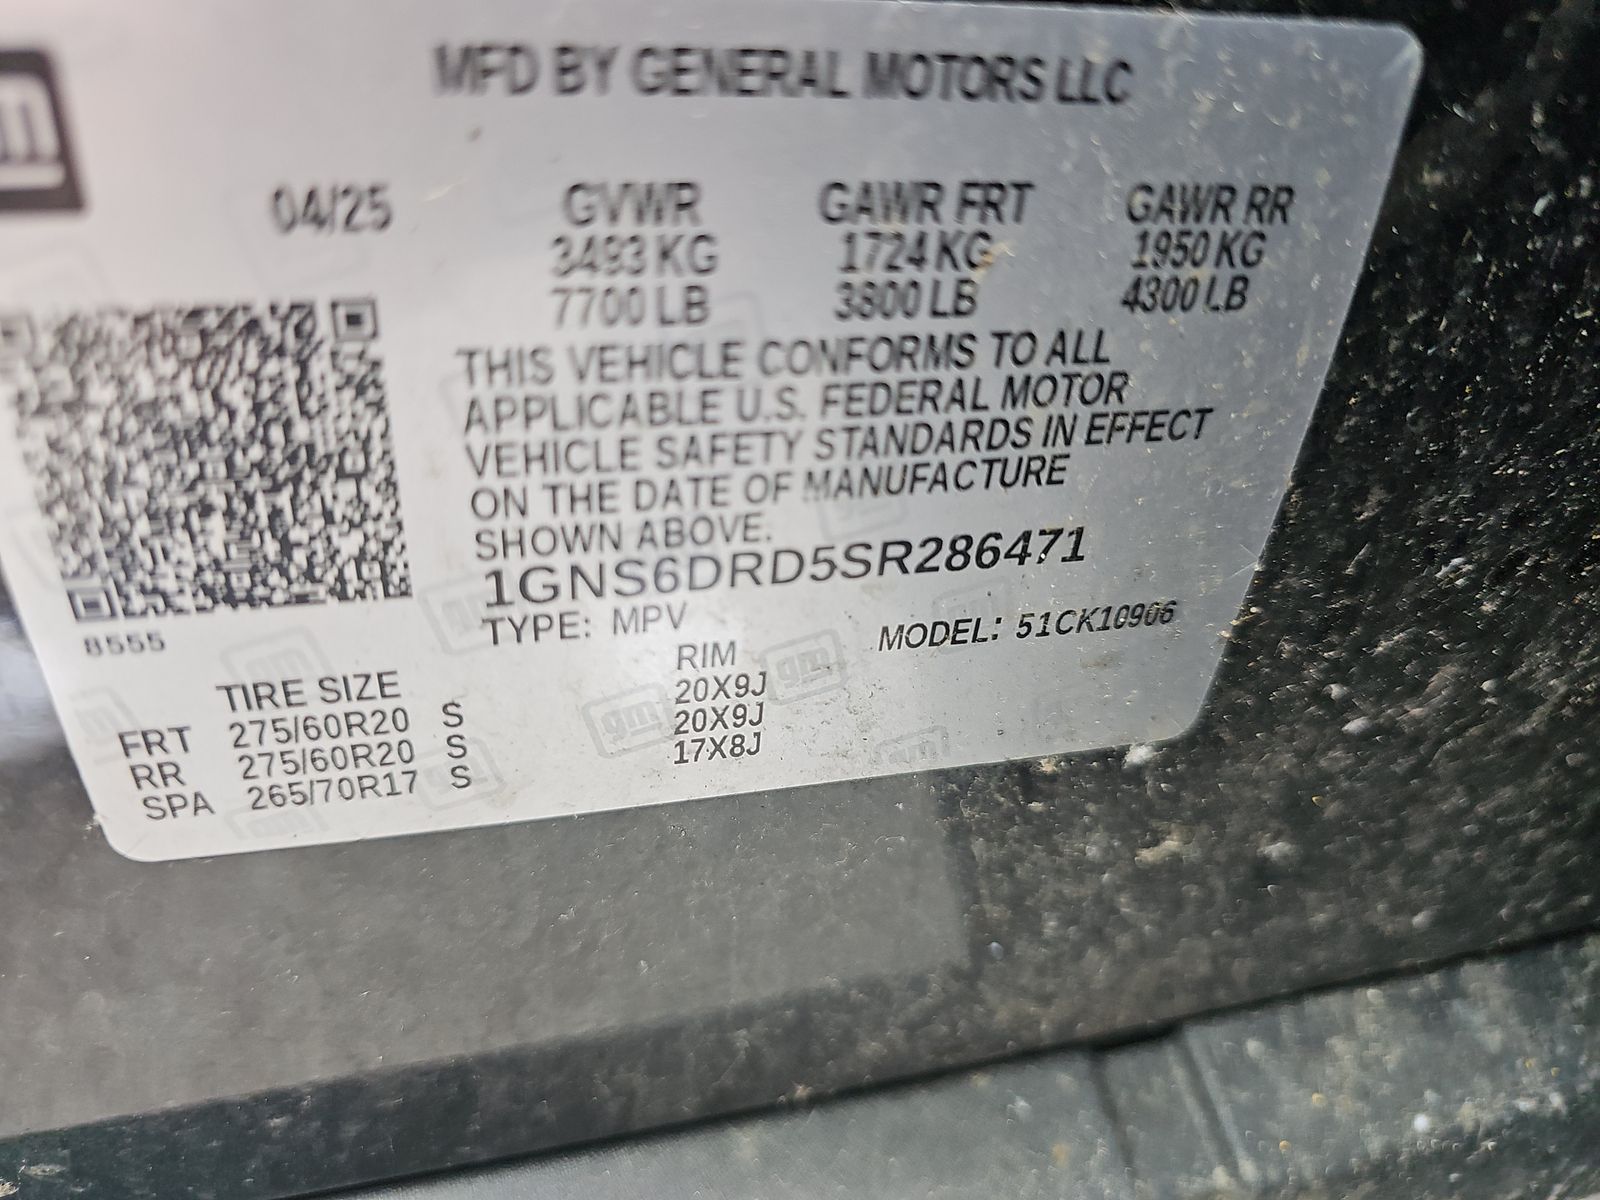 gm
MFD BY GENERAL MOTORS LLC
04/25 GVWR GAWR FRT GAWR RR
3493 KG 1724 KG 1950 KG
7700 LB 3800 LB 4300 LB
THIS VEHICLE CONFORMS TO ALL
APPLICABLE U.S. FEDERAL MOTOR
VEHICLE SAFETY STANDARDS IN EFFECT
ON THE DATE OF MANUFACTURE
SHOWN ABOVE.
1GNS6DRD5SR286471
8555 TYPE: MPV MODEL: 51CK10906
TIRE SIZE RIM
FRT 275/60R20 S 20X9J
RR 275/60R20 S 20X9J
SPA 265/70R17 S 17X8J